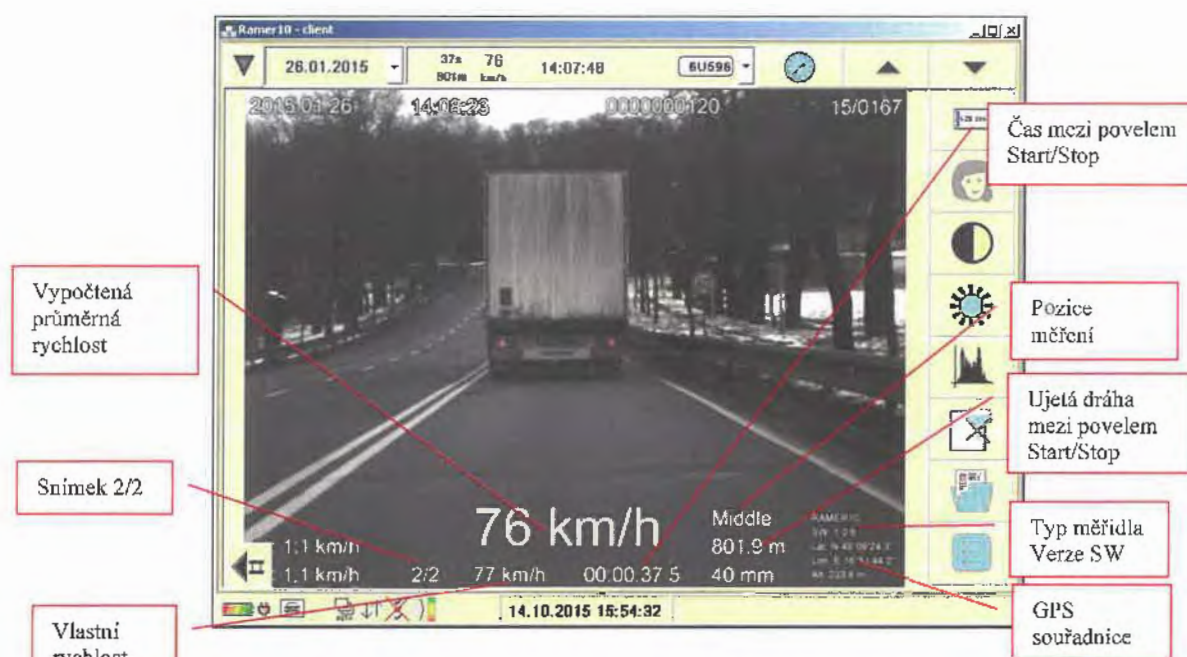 Ramer10 - client
26.01.2015
37s 76 14:07:48 6U596
801m km/h
2015.01.26 14:08:23 0000000120 15/0167
Čas mezi povelem
Start/Stop
Vypočtená
průměrná
rychlost
Pozice
měření
Ujetá dráha
mezi povelem
Start/Stop
Snímek 2/2
76 km/h
Middle
RAMER10
Typ měřidla
Verze SW
1.1 km/h
801.9 m
1.1 km/h 2/2 77 km/h 00:00.37 5 40 mm
14.10.2015 15:54:32
GPS
souřadnice
Vlastní
rychlost